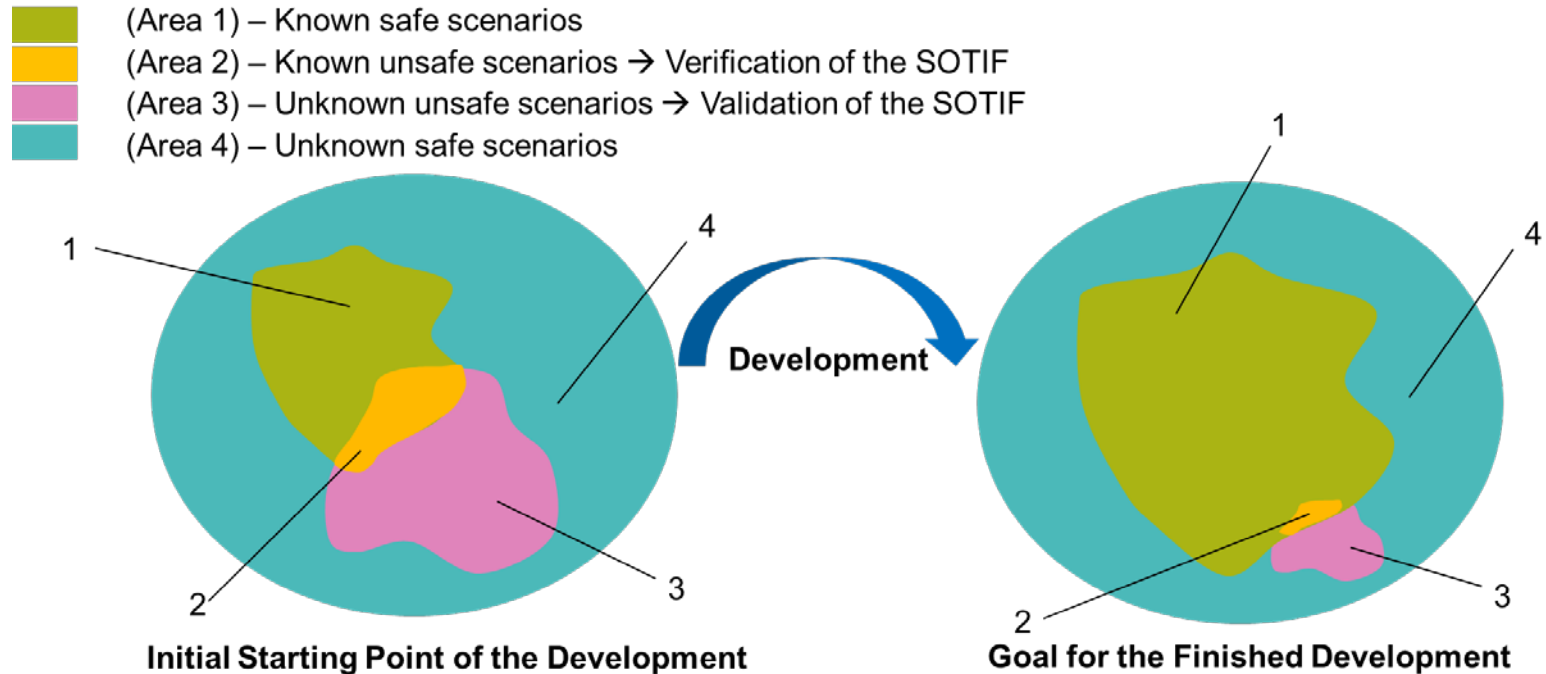 (Area 1) – Known safe scenarios
(Area 2) – Known unsafe scenarios → Verification of the SOTIF
(Area 3) – Unknown unsafe scenarios → Validation of the SOTIF
(Area 4) – Unknown safe scenarios
1
4
2
3
Initial Starting Point of the Development
Development
1
4
2
3
Goal for the Finished Development